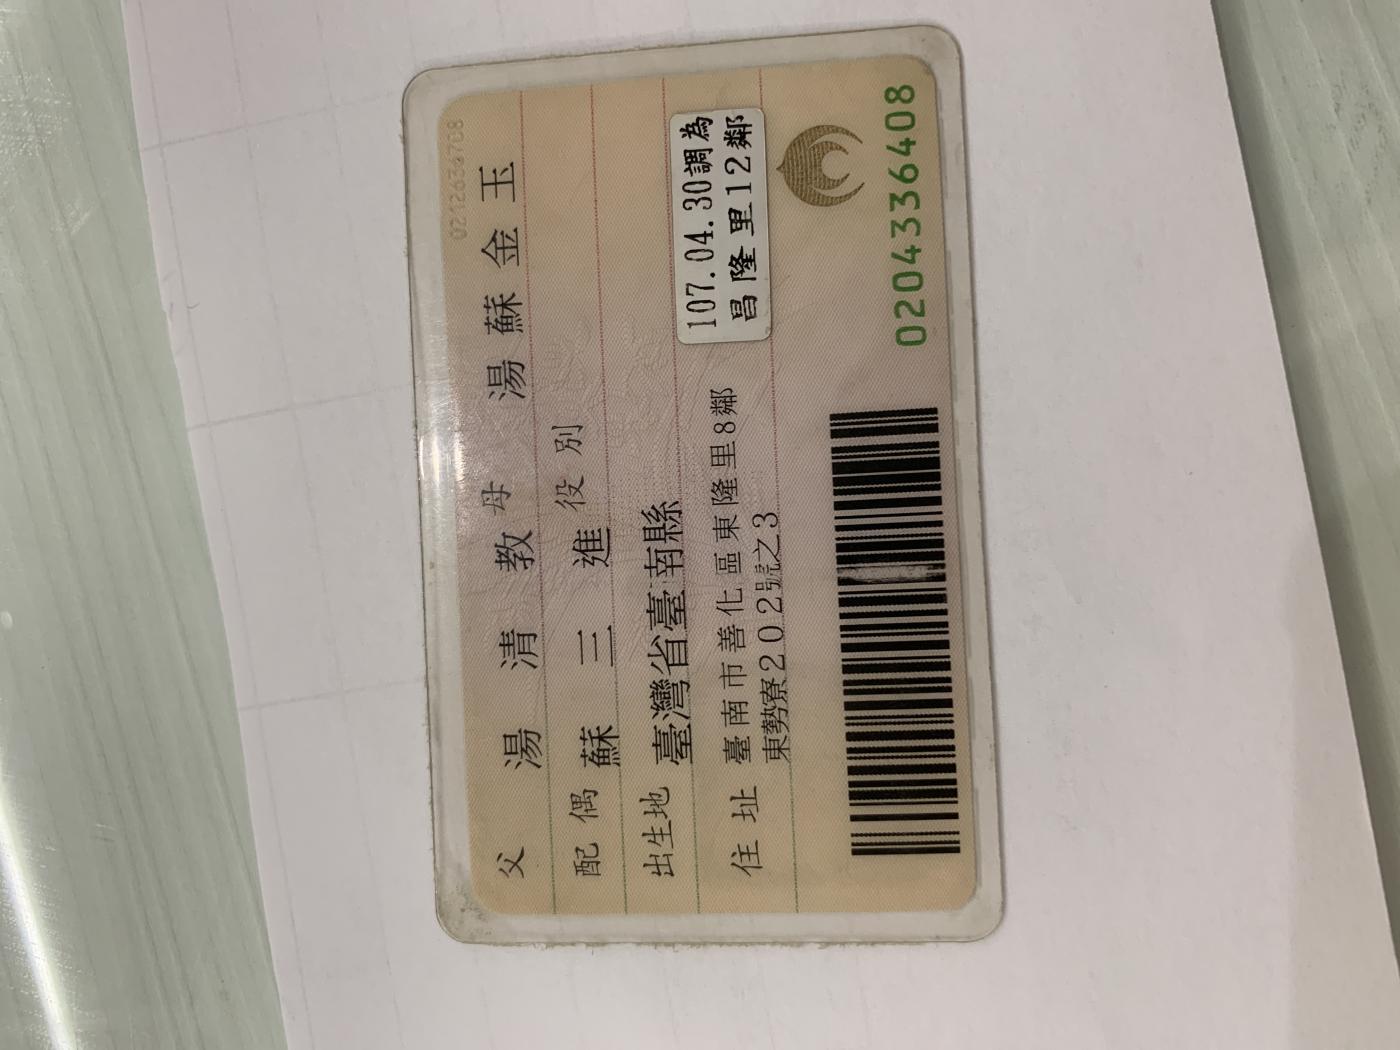 0212636708
父 湯清教 母 湯蘇金玉
配偶 蘇三進 役別
出生地 臺灣省臺南縣
住址 臺南市善化區東隆里8鄰
東勢寮202號之3
107.04.30調為
昌隆里12鄰
0204336408